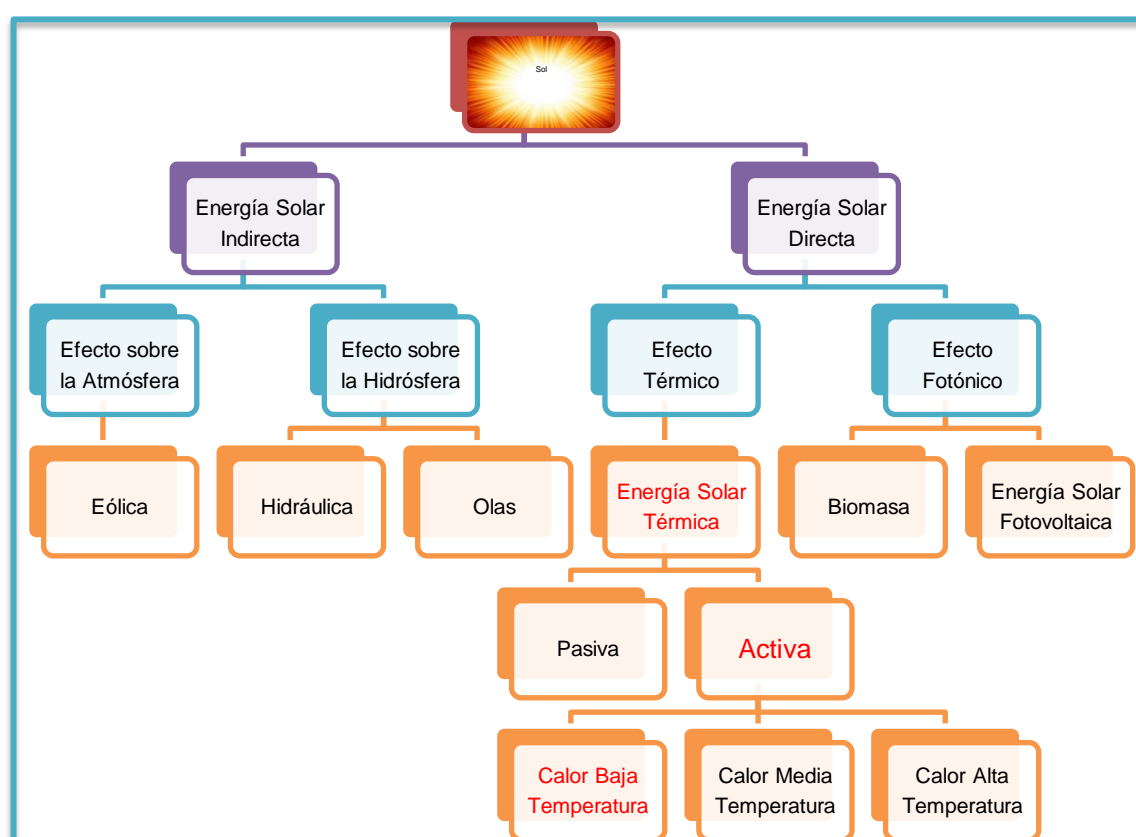 Sol
Energía Solar
Indirecta
Energía Solar
Directa
Efecto sobre
la Atmósfera
Efecto sobre
la Hidrósfera
Efecto
Térmico
Efecto
Fotónico
Eólica
Hidráulica
Olas
Energía Solar
Térmica
Biomasa
Energía Solar
Fotovoltaica
Pasiva
Activa
Calor Baja
Temperatura
Calor Media
Temperatura
Calor Alta
Temperatura